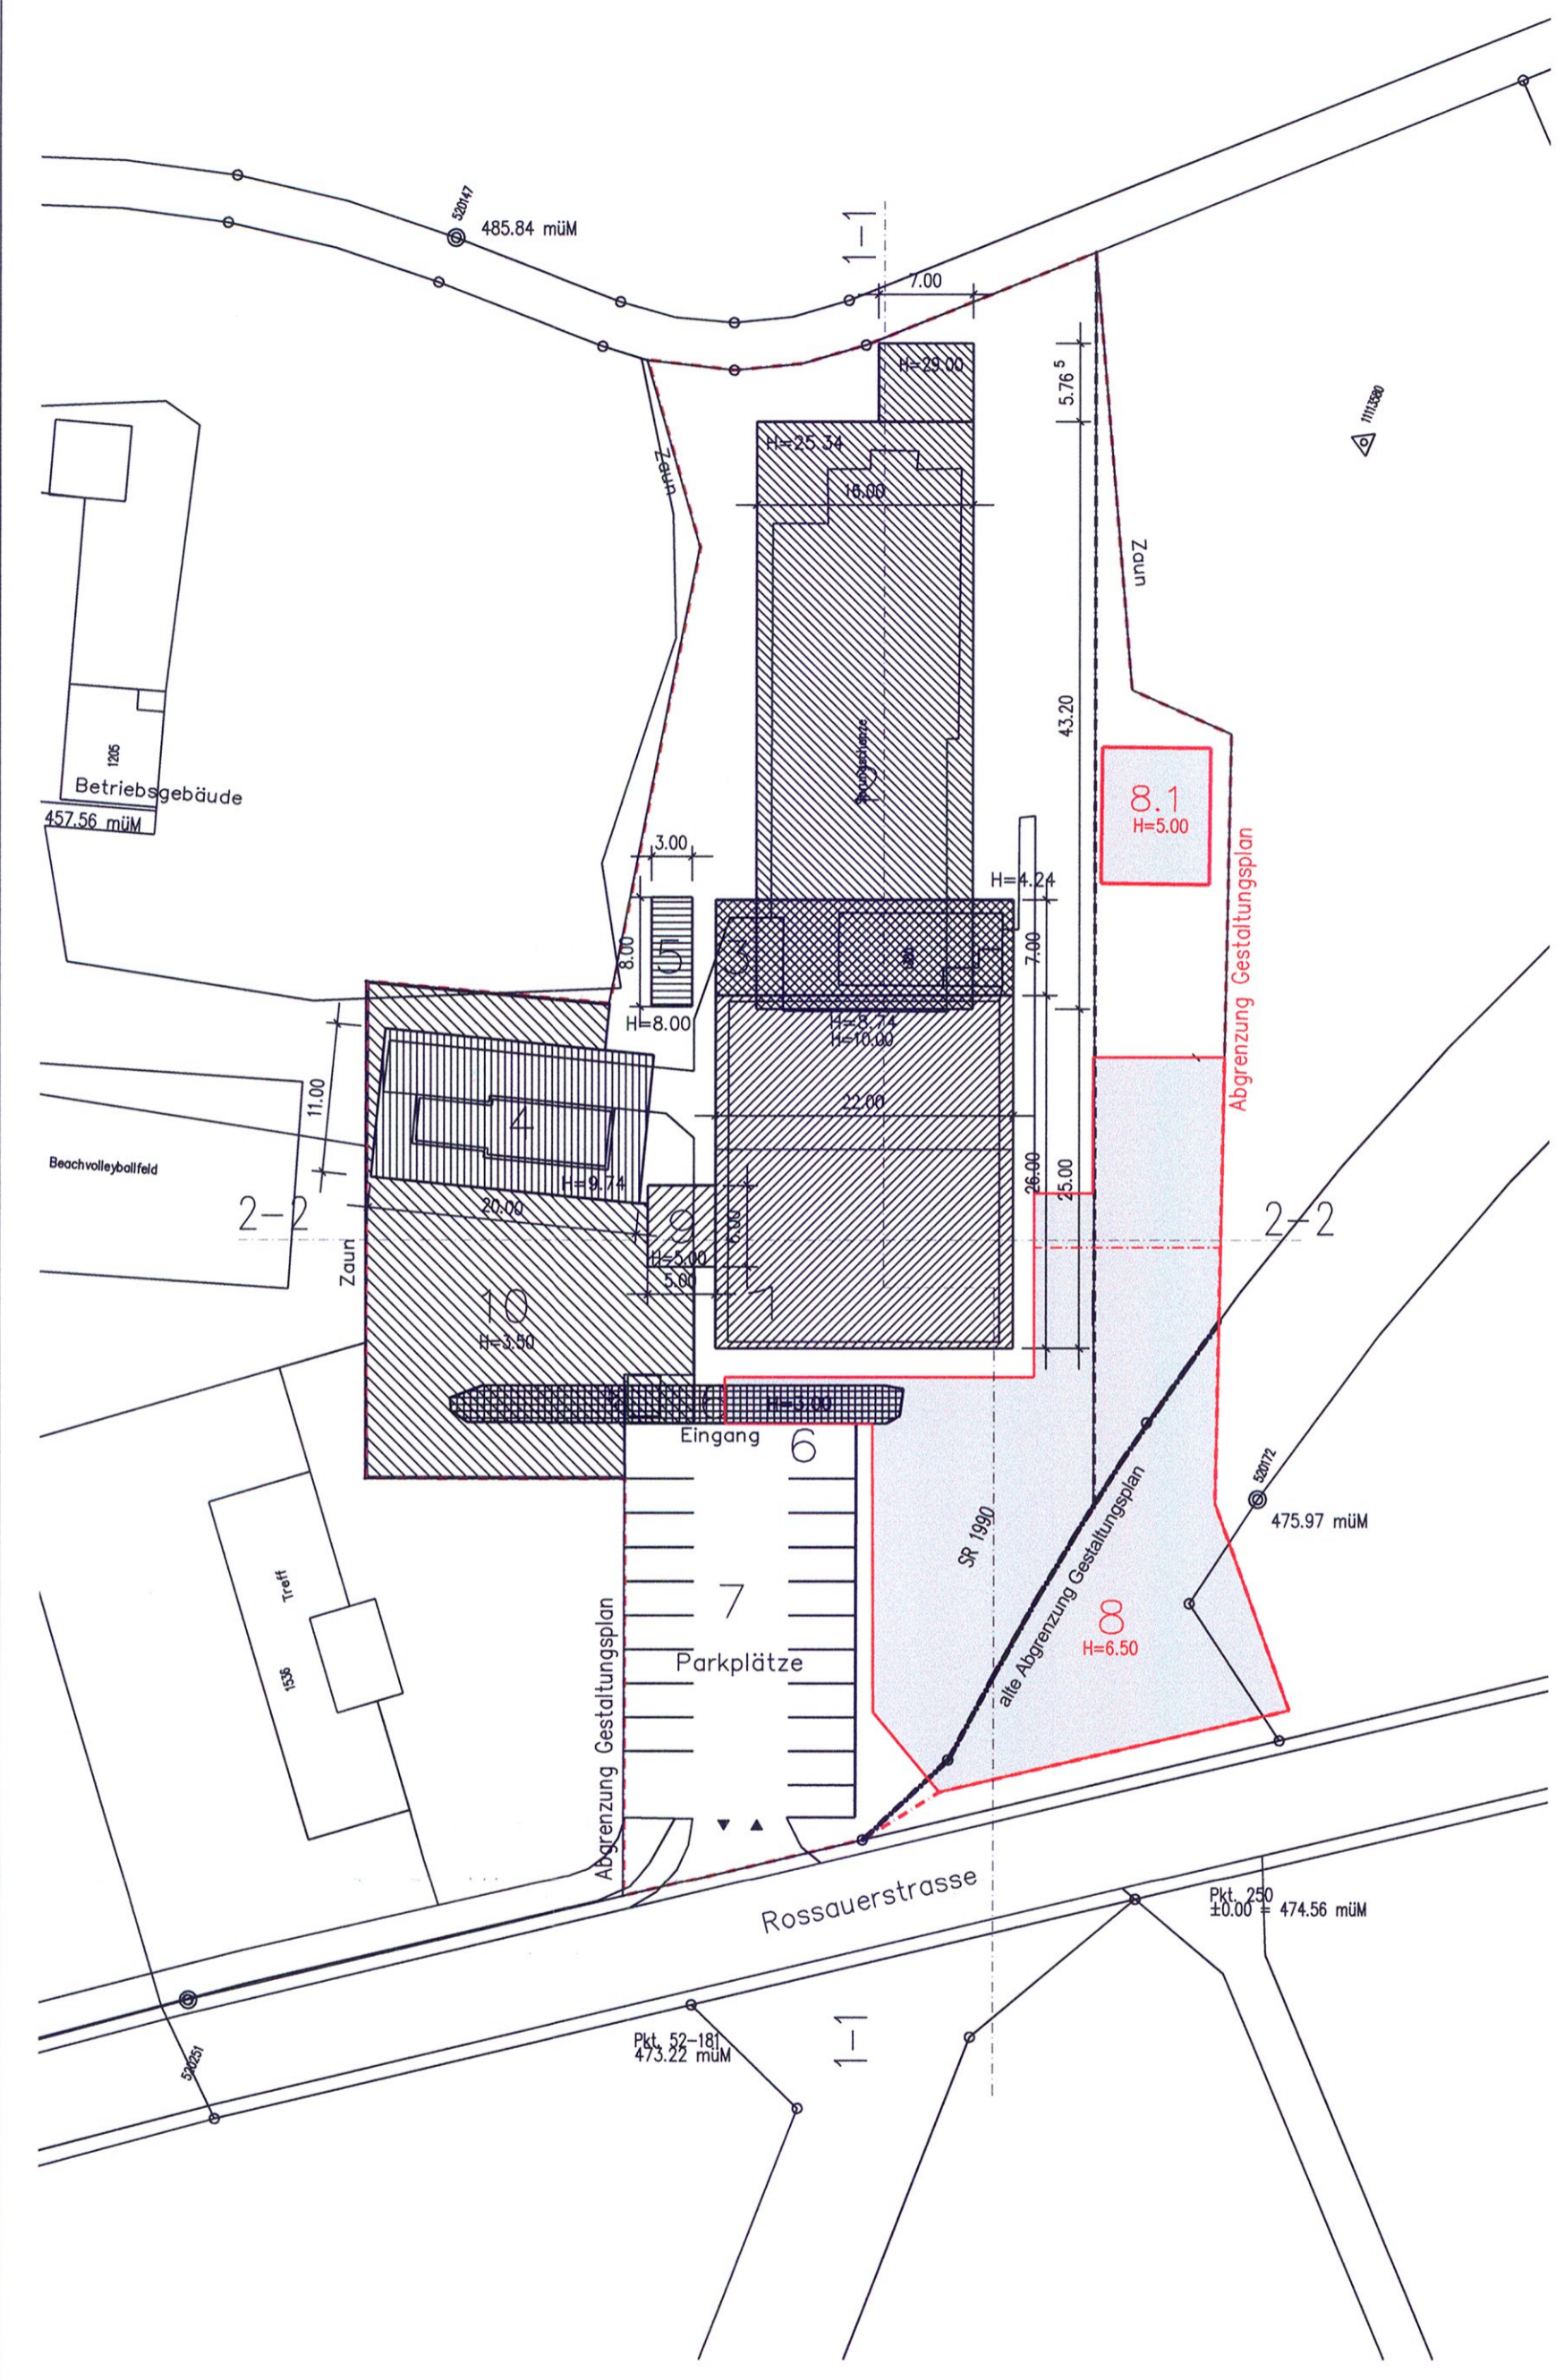 520147
485.84 müM
1-1
7.00
H=29.00
5.76 5
H=25.34
Zaun
16.00
11113580
Zaun
43.20
1205
Betriebsgebäude
457.56 müM
8.1
H=5.00
3.00
H=4.24
Abgrenzung Gestaltungsplan
8.00
5
3
7.00
H=8.00
H=8.74
H=10.00
11.00
4
22.00
Beachvolleyballfeld
H=9.74
26.00
25.00
2-2
20.00
9
6.00
2-2
Zaun
H=5.00
5.00
1
10
H=3.50
H=3.00
Eingang
6
520172
475.97 müM
SR 1990
alte Abgrenzung Gestaltungsplan
Treff
1536
7
Parkplätze
8
H=6.50
Abgrenzung Gestaltungsplan
Rossauerstrasse
Pkt. 250
±0.00 = 474.56 müM
520251
Pkt. 52-181
473.22 müM
1-1